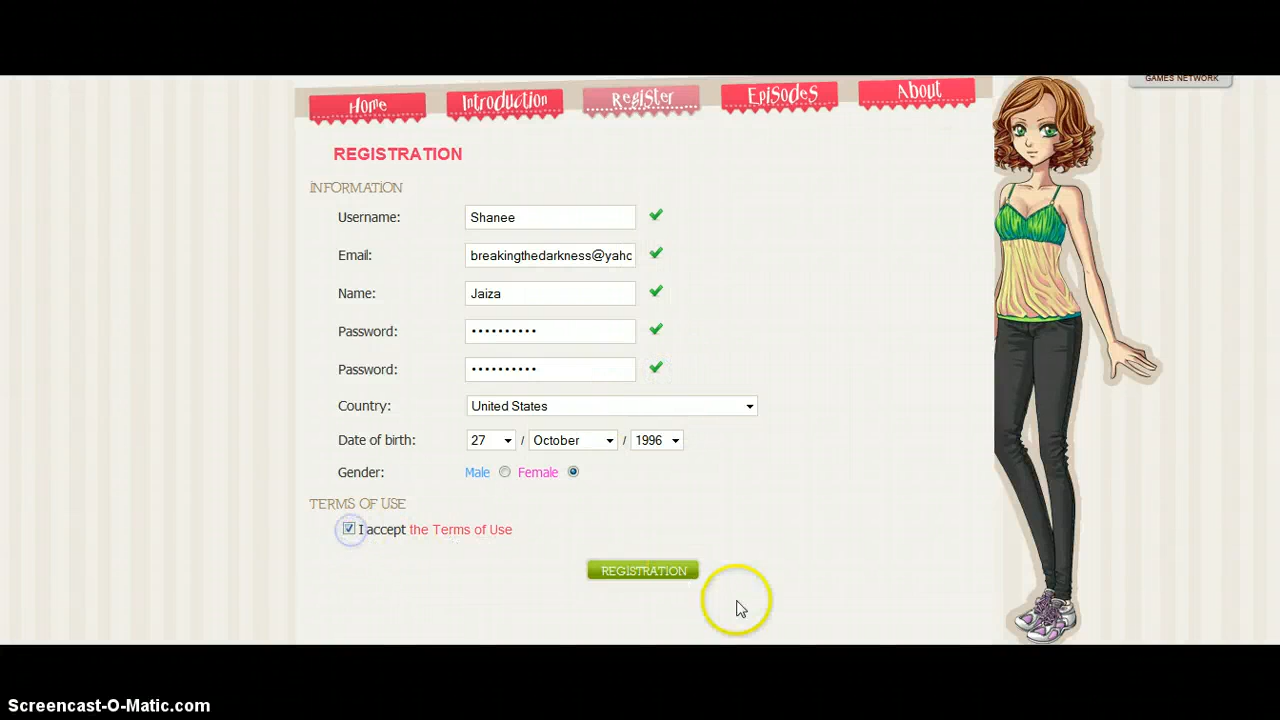 GAMES NETWORK
Home Introduction Register Episodes About
REGISTRATION
INFORMATION
Username: Shanee
Email: breakingthedarkness@yahc
Name: Jaiza
Password: ••••••••••
Password: ••••••••••
Country: United States
Date of birth: 27 / October / 1996
Gender: Male Female
TERMS OF USE
I accept the Terms of Use
REGISTRATION
Screencast-O-Matic.com